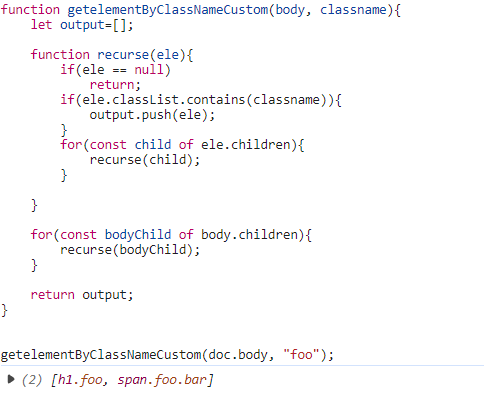 function getelementByClassNameCustom(body, classname){
    let output=[];

    function recurse(ele){
        if(ele == null)
            return;
        if(ele.classList.contains(classname)){
            output.push(ele);
        }
        for(const child of ele.children){
            recurse(child);
        }

    }

    for(const bodyChild of body.children){
        recurse(bodyChild);
    }

    return output;
}


getelementByClassNameCustom(doc.body, "foo");
(2) [h1.foo, span.foo.bar]